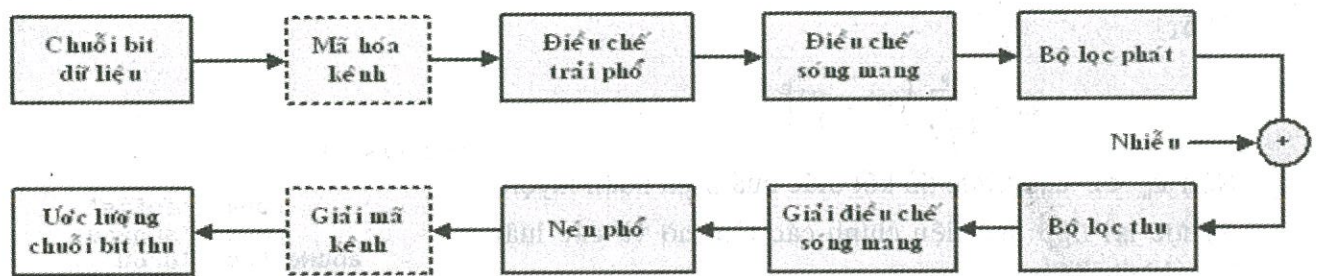 Chuỗi bit
dữ liệu
Mã hóa
kênh
Điều chế
trải phổ
Điều chế
sóng mang
Bộ lọc phát
Nhiễu
+
Ước lượng
chuỗi bit thu
Giải mã
kênh
Nén phổ
Giải điều chế
sóng mang
Bộ lọc thu